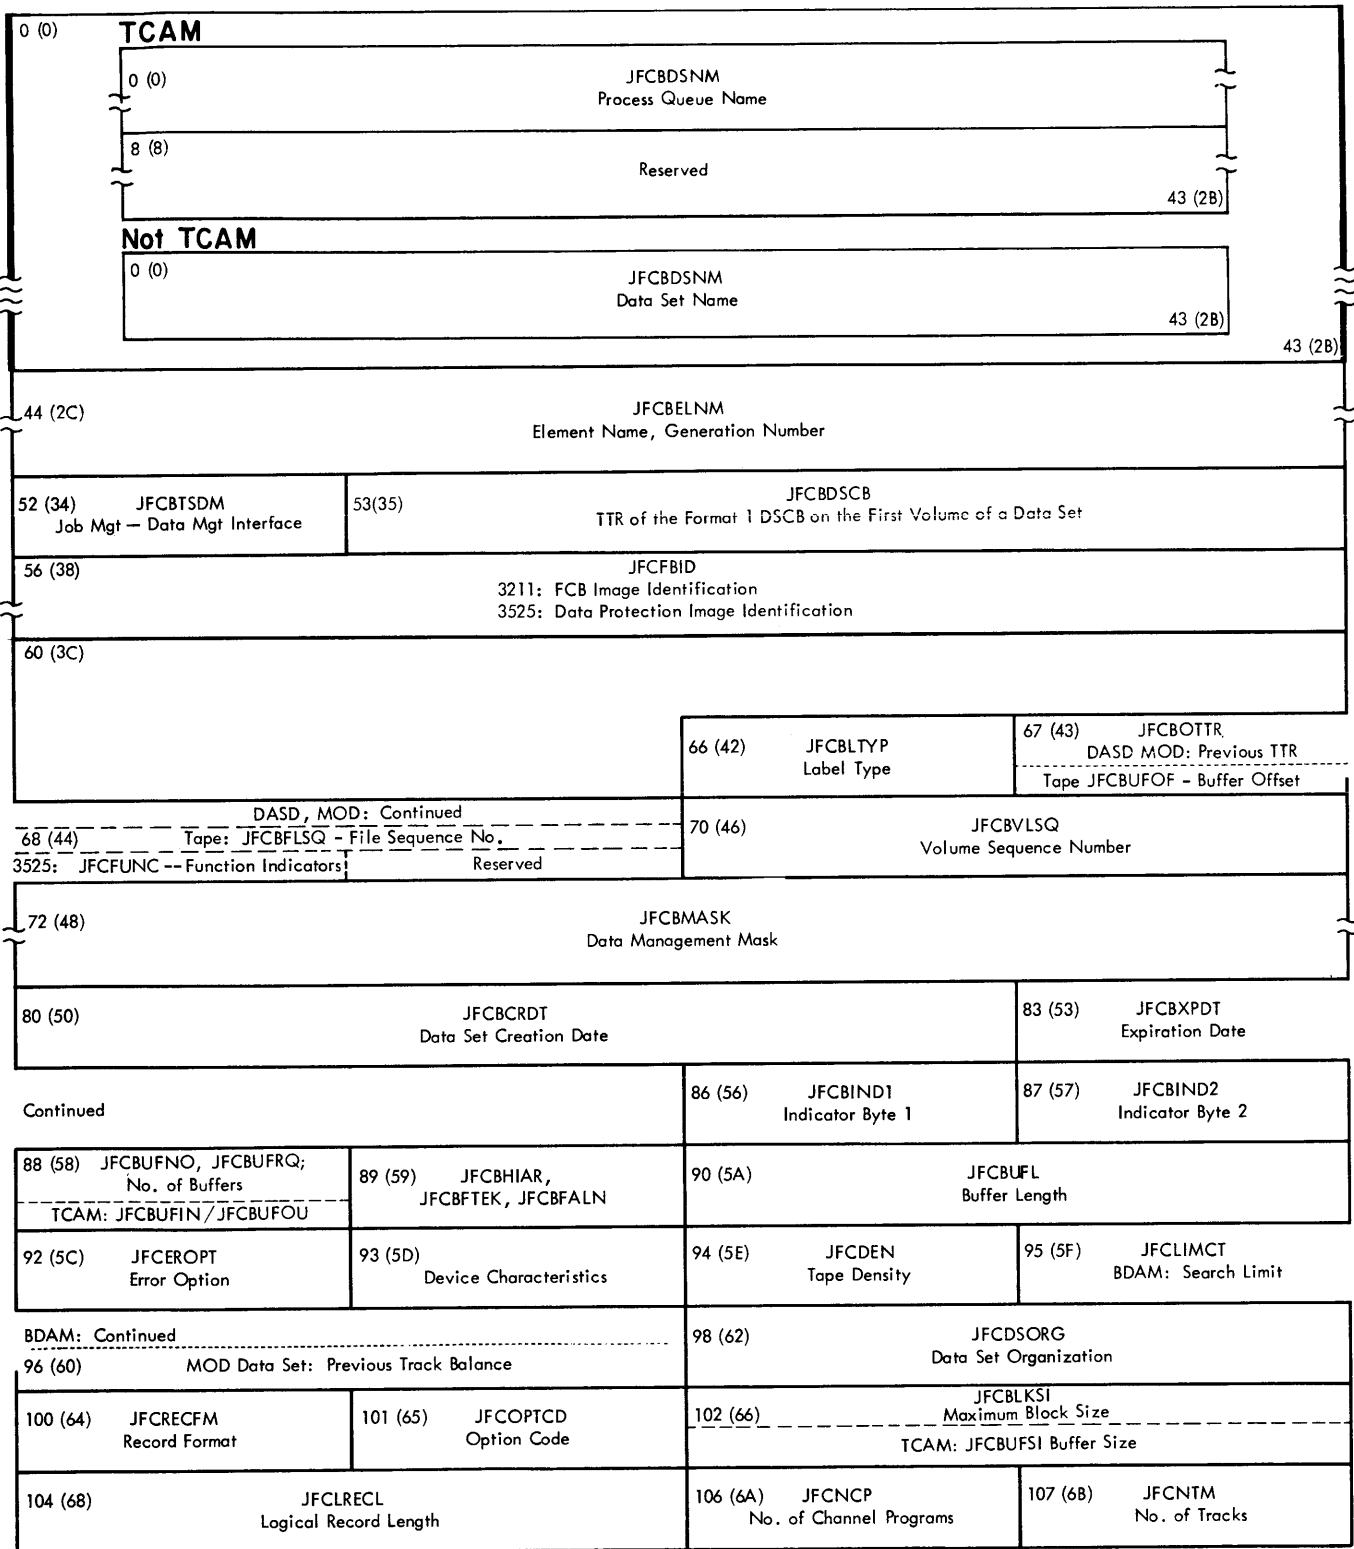 0 (0)
TCAM
0 (0)
JFCBDSNM
Process Queue Name
8 (8)
Reserved
43 (2B)
Not TCAM
0 (0)
JFCBDSNM
Data Set Name
43 (2B)
43 (2B)
44 (2C)
JFCBELNM
Element Name, Generation Number
52 (34) JFCBTSDM
Job Mgt — Data Mgt Interface
53(35)
JFCBDSCB
TTR of the Format 1 DSCB on the First Volume of a Data Set
56 (38)
JFCFBID
3211: FCB Image Identification
3525: Data Protection Image Identification
60 (3C)
66 (42) JFCBLTYP
Label Type
67 (43) JFCBOTTR
DASD MOD: Previous TTR
Tape JFCBUFOF - Buffer Offset
DASD, MOD: Continued
68 (44) Tape: JFCBFLSQ - File Sequence No.
3525: JFCFUNC -- Function Indicators
Reserved
70 (46) JFCBVLSQ
Volume Sequence Number
72 (48)
JFCBMASK
Data Management Mask
80 (50)
JFCBCRDT
Data Set Creation Date
83 (53) JFCBXPDT
Expiration Date
Continued
86 (56) JFCBIND1
Indicator Byte 1
87 (57) JFCBIND2
Indicator Byte 2
88 (58) JFCBUFNO, JFCBUFRQ;
No. of Buffers
TCAM: JFCBUFIN/JFCBUFOU
89 (59) JFCBHIAR,
JFCBFTEK, JFCBFALN
90 (5A) JFCBUFL
Buffer Length
92 (5C) JFCEROPT
Error Option
93 (5D)
Device Characteristics
94 (5E) JFCDEN
Tape Density
95 (5F) JFCLIMCT
BDAM: Search Limit
BDAM: Continued
96 (60) MOD Data Set: Previous Track Balance
98 (62) JFCDSORG
Data Set Organization
100 (64) JFCRECFM
Record Format
101 (65) JFCOPTCD
Option Code
JFCBLKSI
102 (66) Maximum Block Size
TCAM: JFCBUFSI Buffer Size
104 (68) JFCLRECL
Logical Record Length
106 (6A) JFCNCP
No. of Channel Programs
107 (6B) JFCNTM
No. of Tracks